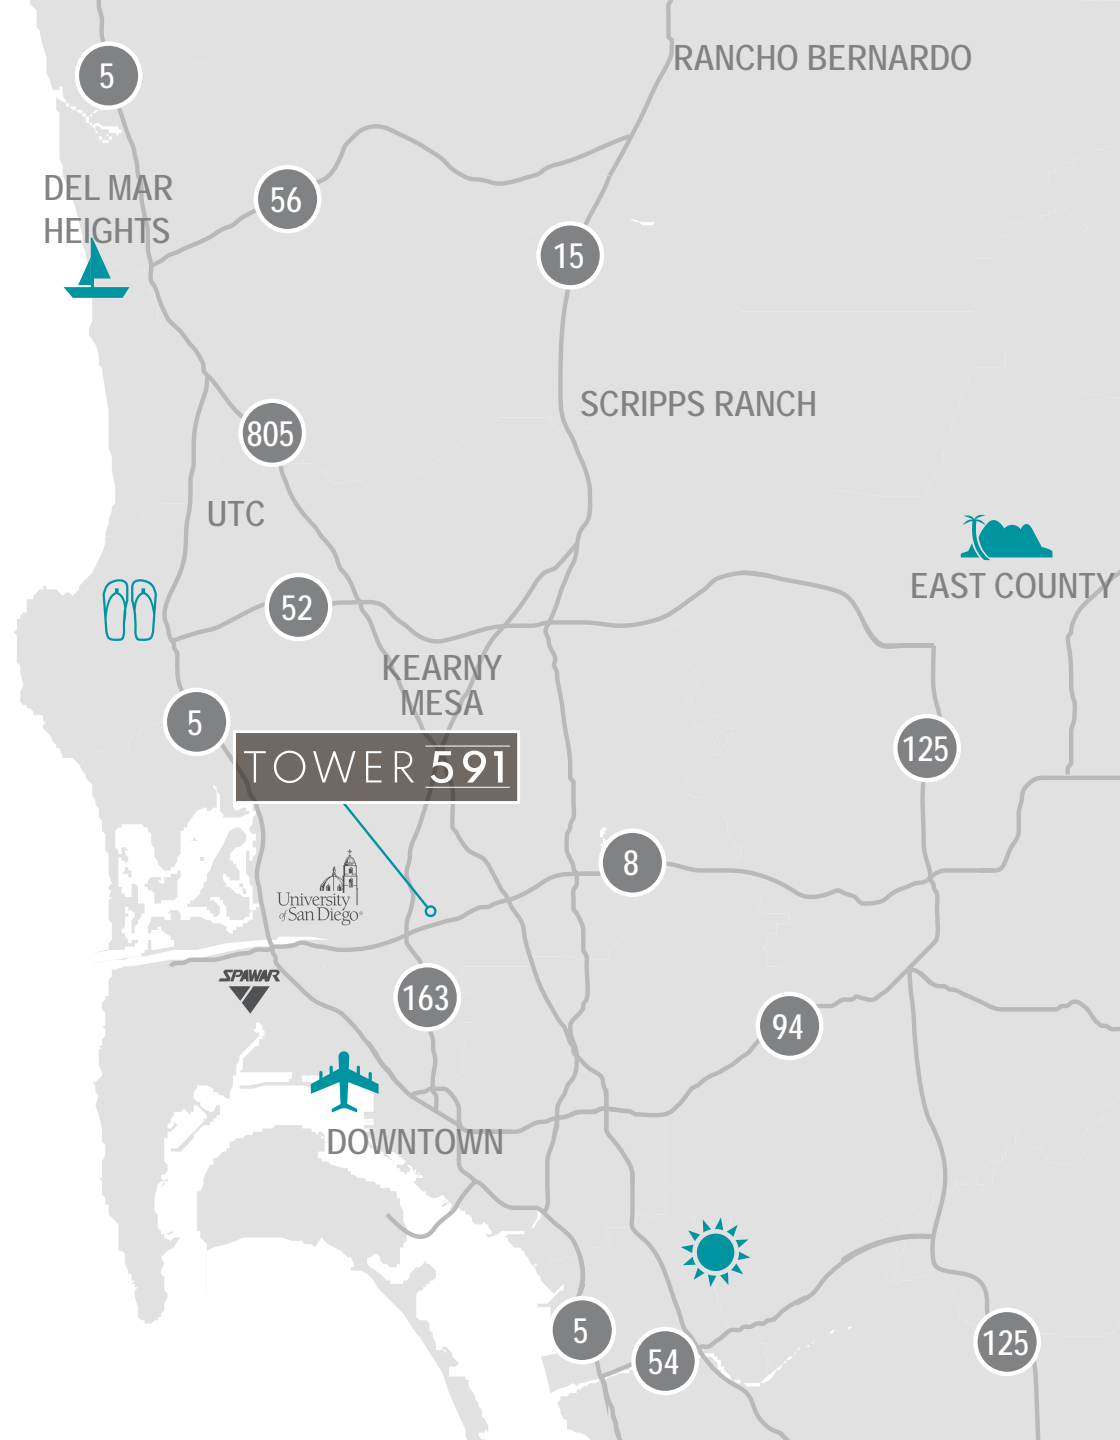 RANCHO BERNARDO
5
DEL MAR
HEIGHTS
56
15
SCRIPPS RANCH
805
UTC
EAST COUNTY
52
KEARNY
MESA
5
125
TOWER 591
8
University
of San Diego®
SPAWAR
163
94
DOWNTOWN
5
54
125